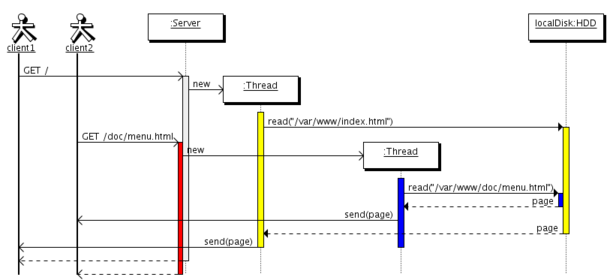 :Server
localDisk:HDD
client1
client2
GET /
new
:Thread
read("/var/www/index.html")
GET /doc/menu.html
new
:Thread
read("/var/www/doc/menu.html")
page
send(page)
page
send(page)